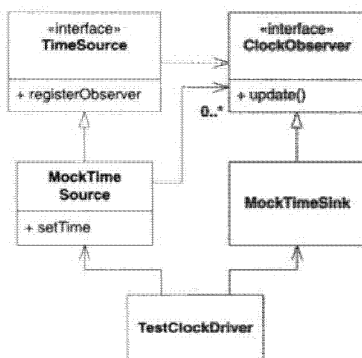 «interface»
TimeSource
+ registerObserver
«interface»
ClockObserver
+ update()
0..*
MockTime
Source
+ setTime
MockTimeSink
TestClockDriver